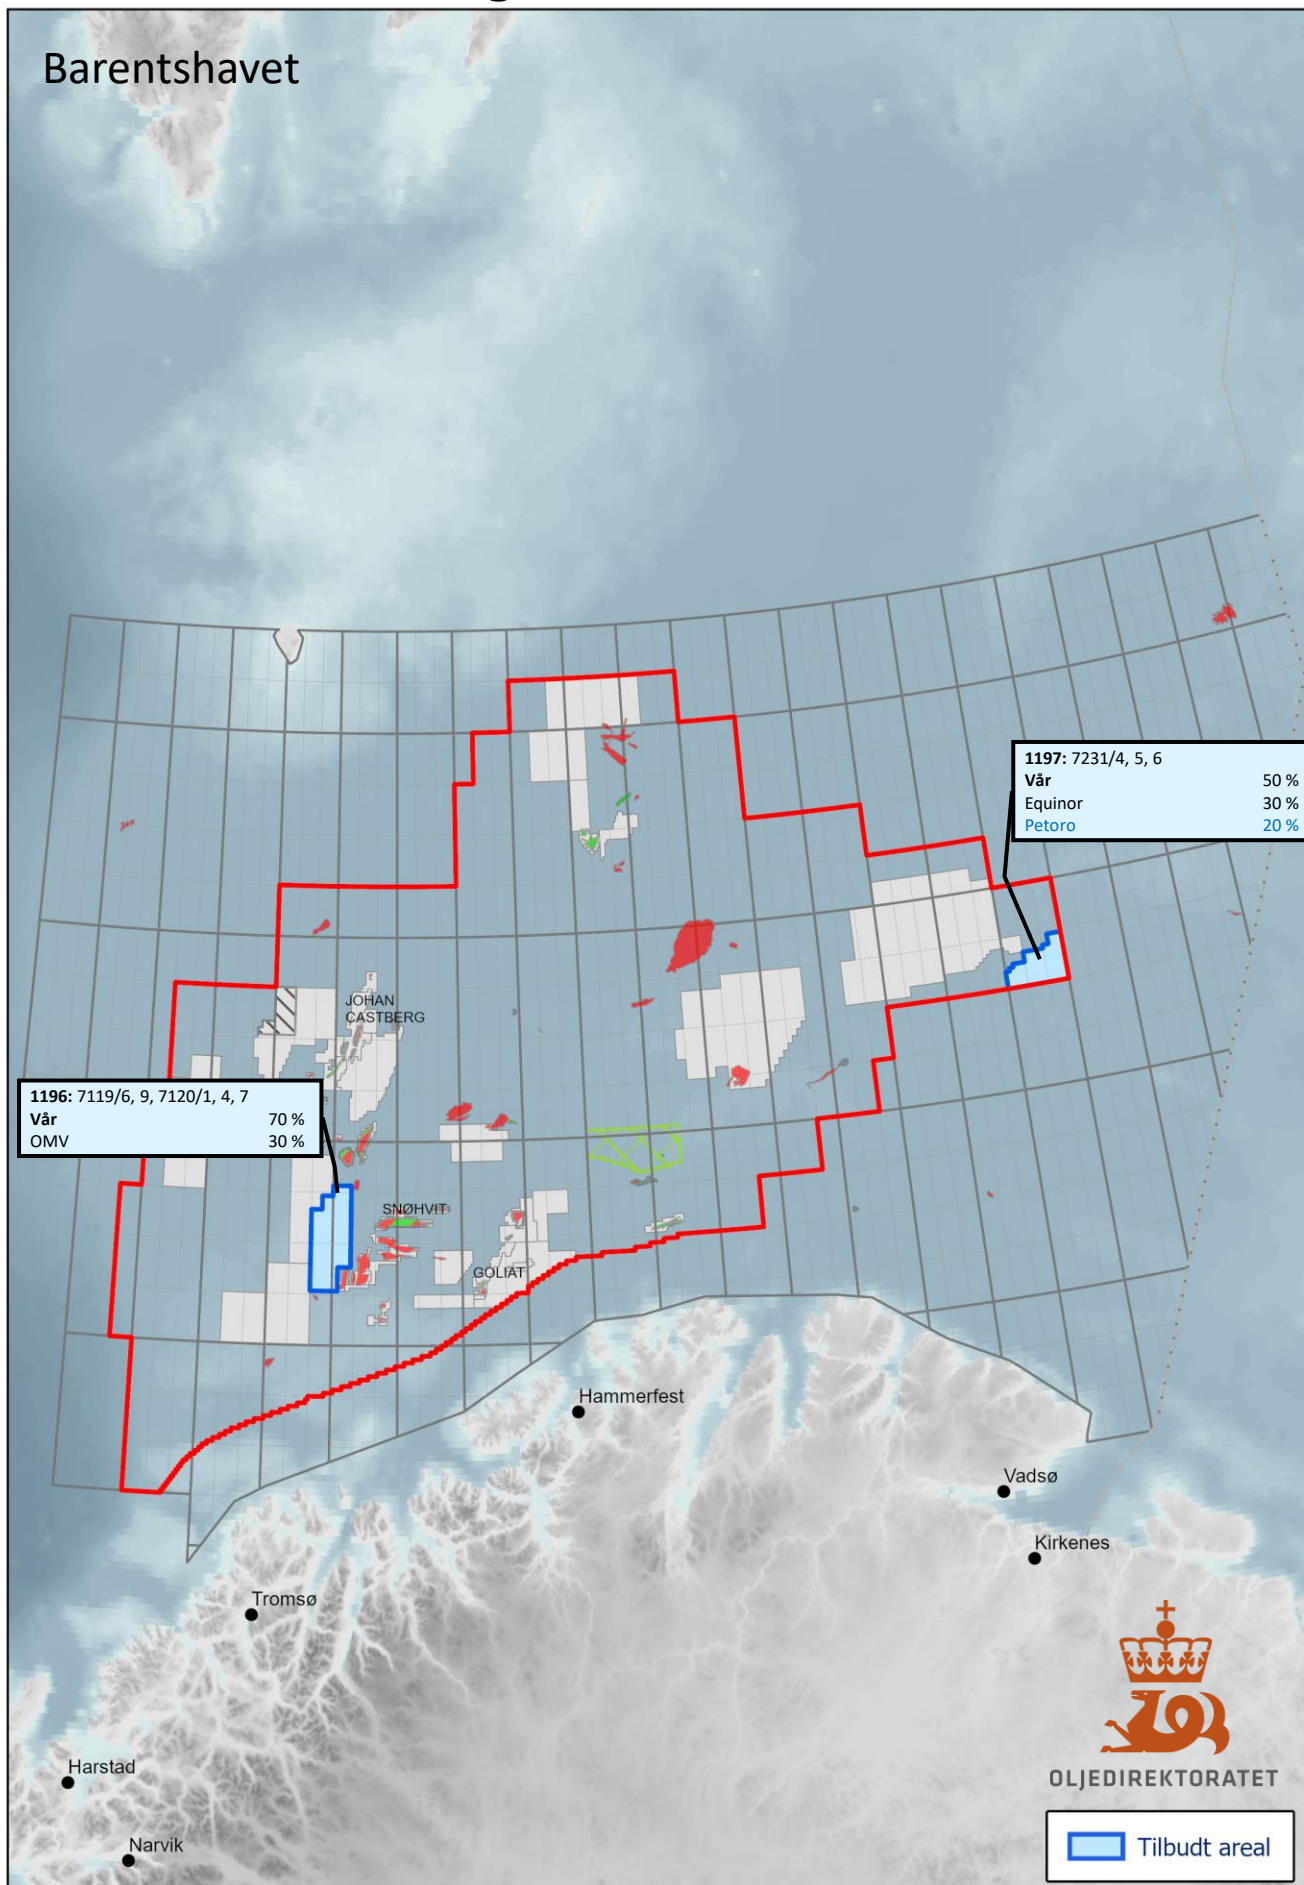 Barentshavet
1197: 7231/4, 5, 6
Vår 50 %
Equinor 30 %
Petoro 20 %
JOHAN
CASTBERG
1196: 7119/6, 9, 7120/1, 4, 7
Vår 70 %
OMV 30 %
SNØHVIT
GOLIAT
Hammerfest
Vadsø
Kirkenes
Tromsø
Harstad
Narvik
OLJEDIREKTORATET
Tilbudt areal